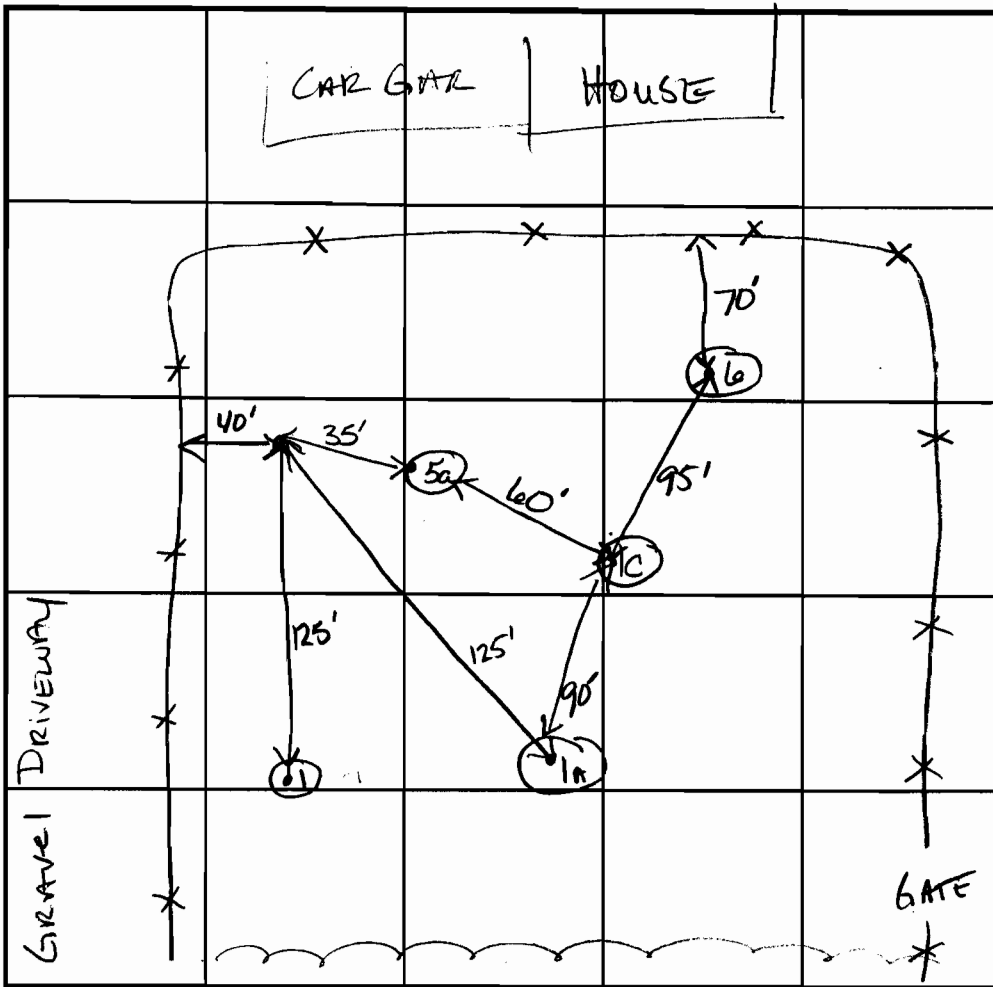 CAR GAR
HOUSE
70'
6
40'
35'
5a
60'
95'
1C
125'
125'
90'
1
1A
GRAVEL DRIVEWAY
GATE